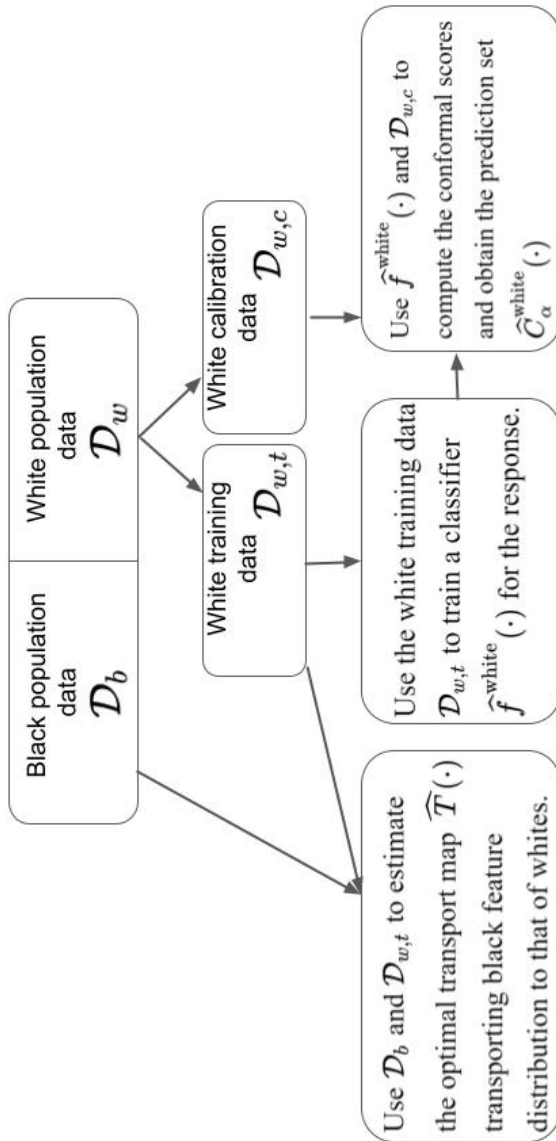 Black population
data
𝒟_b
White population
data
𝒟_w
White training
data 𝒟_{w,t}
White calibration
data 𝒟_{w,c}
Use 𝒟_b and 𝒟_{w,t} to estimate
the optimal transport map T̂(·)
transporting black feature
distribution to that of whites.
Use the white training data
𝒟_{w,t} to train a classifier
f̂^{white}(·) for the response.
Use f̂^{white}(·) and 𝒟_{w,c} to
compute the conformal scores
and obtain the prediction set
Ĉ_α^{white}(·)